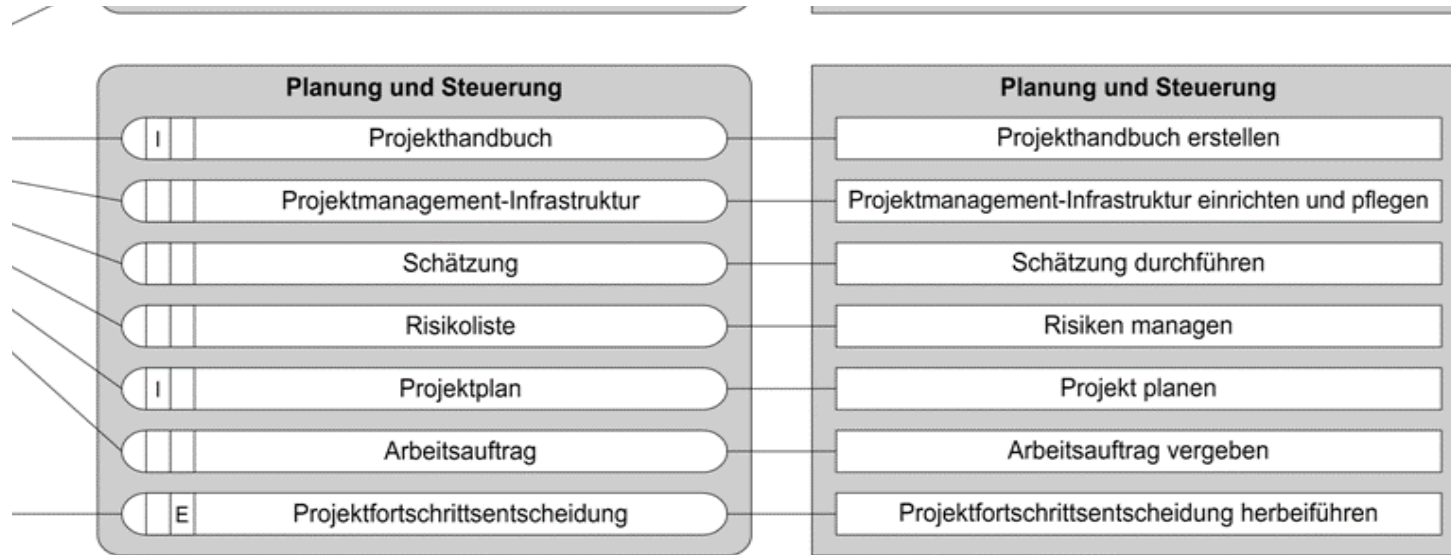 Planung und Steuerung
I Projekthandbuch
Projektmanagement-Infrastruktur
Schätzung
Risikoliste
I Projektplan
Arbeitsauftrag
E Projektfortschrittsentscheidung
Planung und Steuerung
Projekthandbuch erstellen
Projektmanagement-Infrastruktur einrichten und pflegen
Schätzung durchführen
Risiken managen
Projekt planen
Arbeitsauftrag vergeben
Projektfortschrittsentscheidung herbeiführen